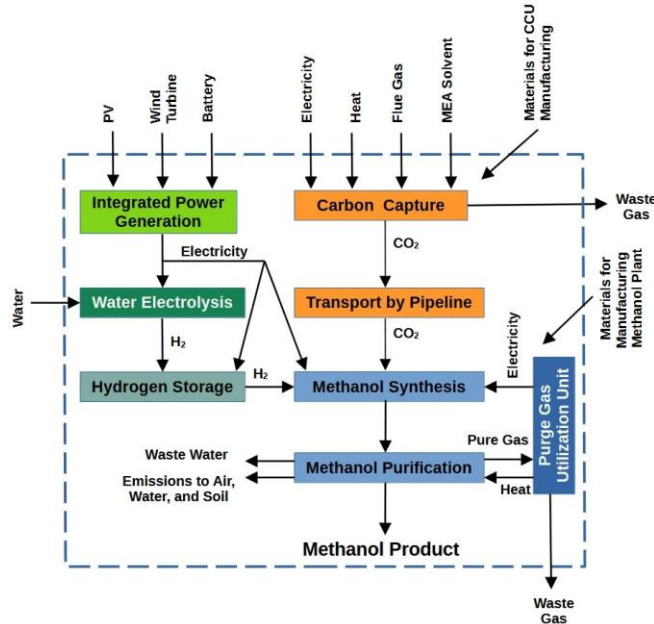 PV
Wind
Turbine
Battery
Electricity
Heat
Flue Gas
MEA Solvent
Materials for CCU
Manufacturing
Integrated Power
Generation
Carbon Capture
Waste
Gas
Electricity
CO₂
Water
Water Electrolysis
Transport by Pipeline
Materials for
Manufacturing
Methanol Plant
H₂
CO₂
Electricity
Hydrogen Storage
H₂
Methanol Synthesis
Purge Gas
Utilization Unit
Waste Water
Emissions to Air,
Water, and Soil
Methanol Purification
Pure Gas
Heat
Methanol Product
Waste
Gas